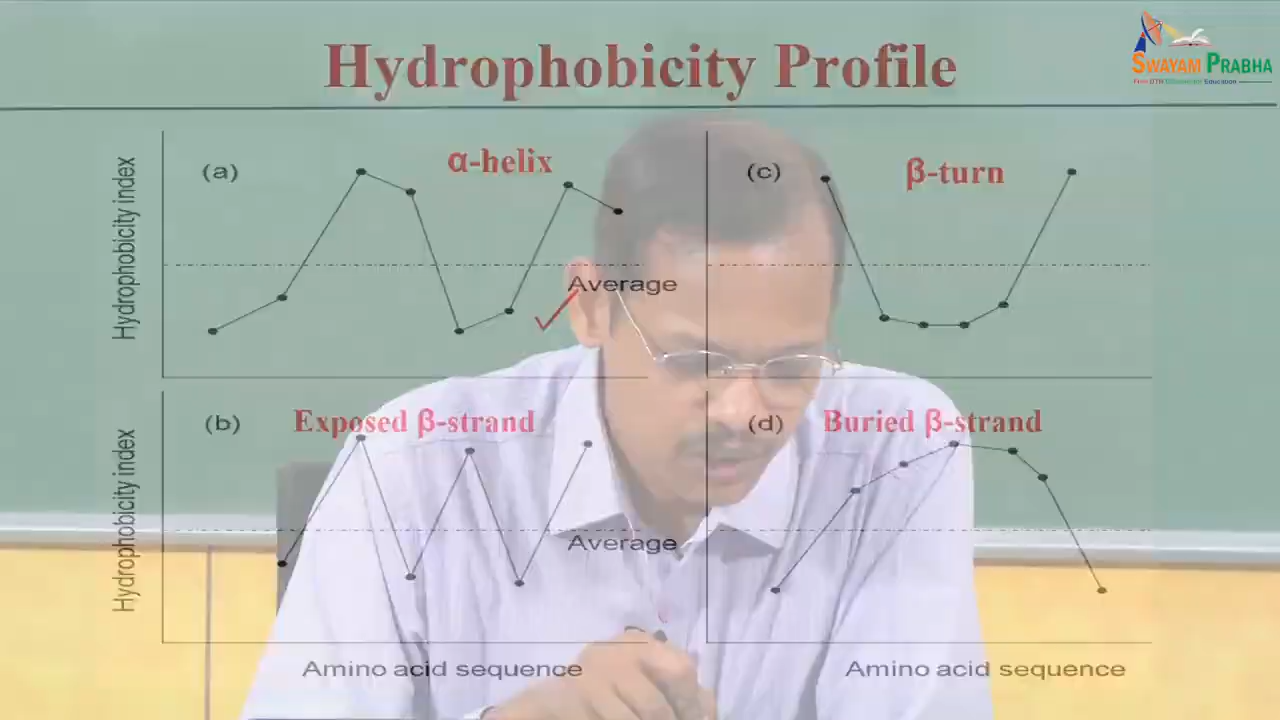 SWAYAM PRABHA
Hydrophobicity Profile
(a)
α-helix
Hydrophobicity index
Average
(c)
β-turn
(b)
Exposed β-strand
Hydrophobicity index
Average
Amino acid sequence
(d)
Buried β-strand
Amino acid sequence